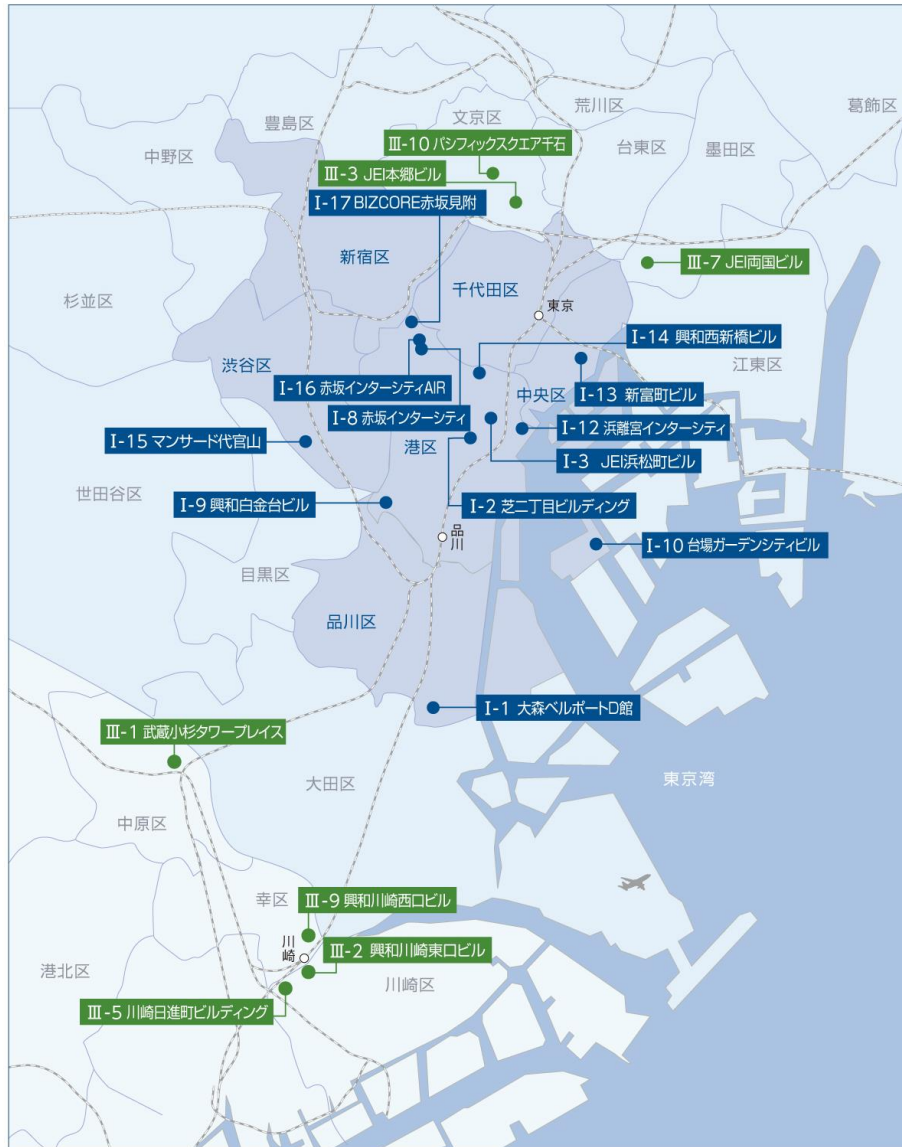 荒川区
葛飾区
文京区
豊島区
台東区
墨田区
中野区
Ⅲ-10 パシフィックスクエア千石
Ⅲ-3 JEI本郷ビル
Ⅰ-17 BIZCORE赤坂見附
新宿区
Ⅲ-7 JEI両国ビル
千代田区
杉並区
東京
Ⅰ-14 興和西新橋ビル
渋谷区
江東区
Ⅰ-16 赤坂インターシティAIR
中央区
Ⅰ-13 新富町ビル
Ⅰ-8 赤坂インターシティ
Ⅰ-12 浜離宮インターシティ
Ⅰ-15 マンサード代官山
港区
Ⅰ-3 JEI浜松町ビル
世田谷区
Ⅰ-9 興和白金台ビル
Ⅰ-2 芝二丁目ビルディング
品川
Ⅰ-10 台場ガーデンシティビル
目黒区
品川区
Ⅰ-1 大森ベルポートD館
Ⅲ-1 武蔵小杉タワープレイス
大田区
東京湾
中原区
幸区
Ⅲ-9 興和川崎西口ビル
川崎
Ⅲ-2 興和川崎東口ビル
港北区
川崎区
Ⅲ-5 川崎日進町ビルディング